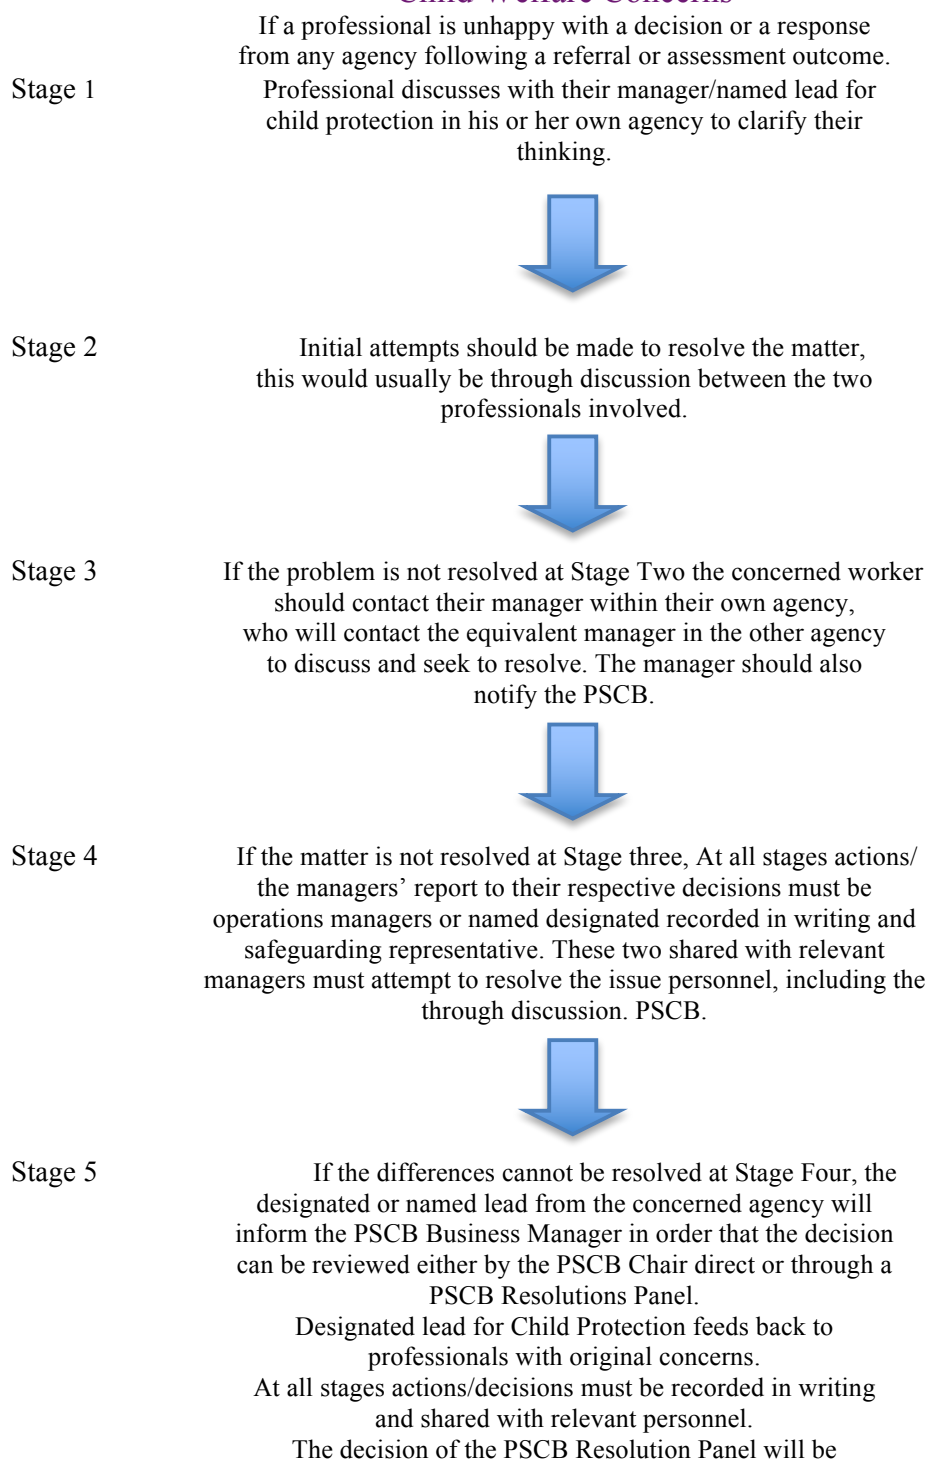 Child Welfare Concerns
If a professional is unhappy with a decision or a response
from any agency following a referral or assessment outcome.
Stage 1 Professional discusses with their manager/named lead for
child protection in his or her own agency to clarify their
thinking.
Stage 2 Initial attempts should be made to resolve the matter,
this would usually be through discussion between the two
professionals involved.
Stage 3 If the problem is not resolved at Stage Two the concerned worker
should contact their manager within their own agency,
who will contact the equivalent manager in the other agency
to discuss and seek to resolve. The manager should also
notify the PSCB.
Stage 4 If the matter is not resolved at Stage three, At all stages actions/
the managers’ report to their respective decisions must be
operations managers or named designated recorded in writing and
safeguarding representative. These two shared with relevant
managers must attempt to resolve the issue personnel, including the
through discussion. PSCB.
Stage 5 If the differences cannot be resolved at Stage Four, the
designated or named lead from the concerned agency will
inform the PSCB Business Manager in order that the decision
can be reviewed either by the PSCB Chair direct or through a
PSCB Resolutions Panel.
Designated lead for Child Protection feeds back to
professionals with original concerns.
At all stages actions/decisions must be recorded in writing
and shared with relevant personnel.
The decision of the PSCB Resolution Panel will be